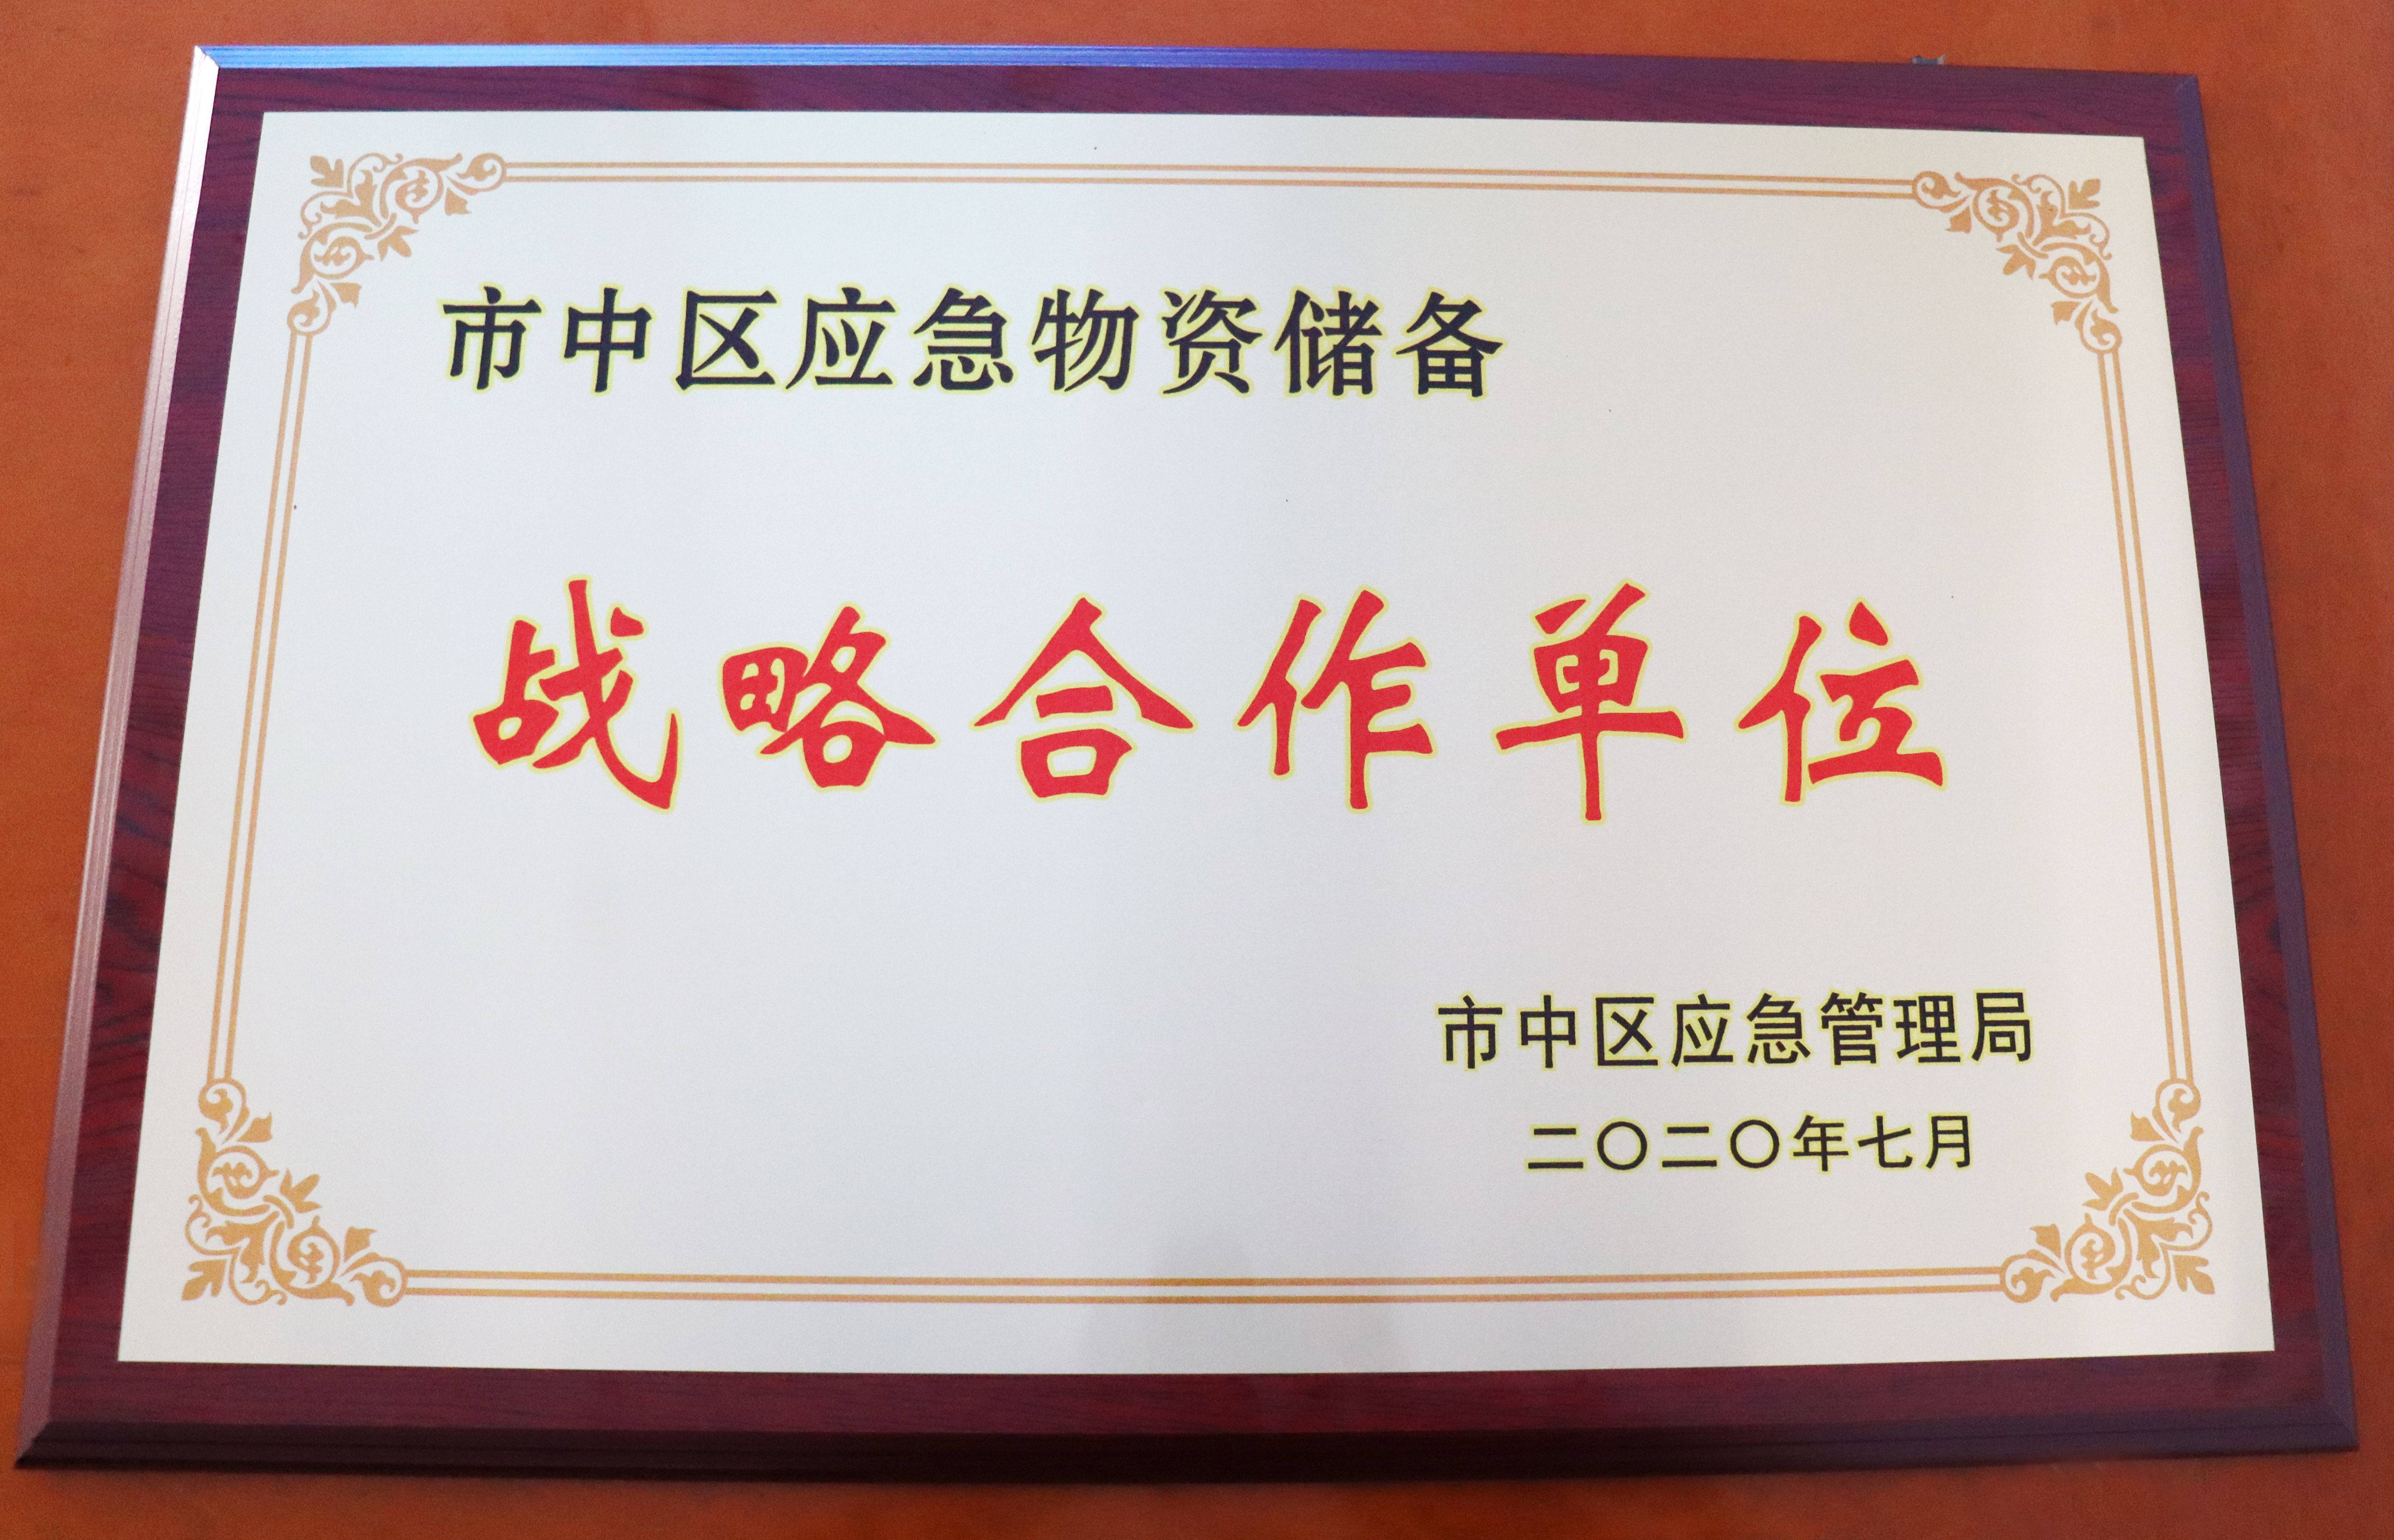 市中区应急物资储备
战略合作单位
市中区应急管理局
二〇二〇年七月